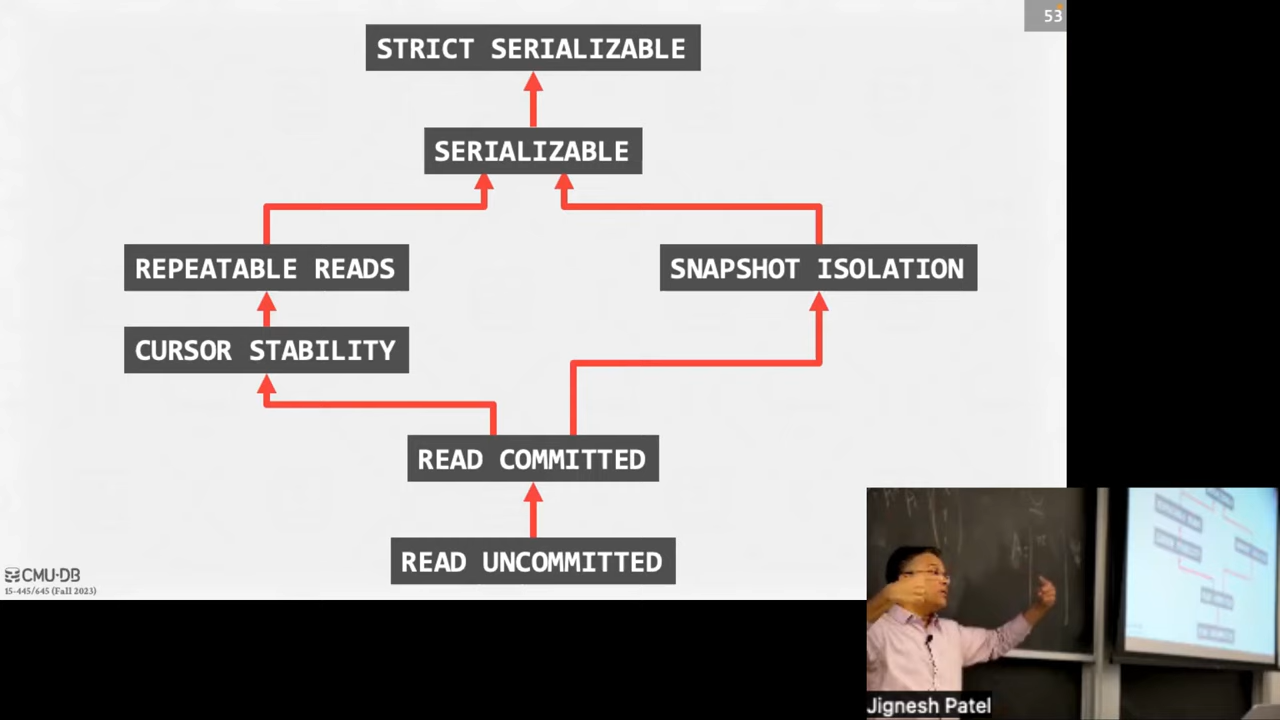 53
STRICT SERIALIZABLE
SERIALIZABLE
REPEATABLE READS
SNAPSHOT ISOLATION
CURSOR STABILITY
READ COMMITTED
READ UNCOMMITTED
CMU·DB
15-445/645 (Fall 2023)
Jignesh Patel